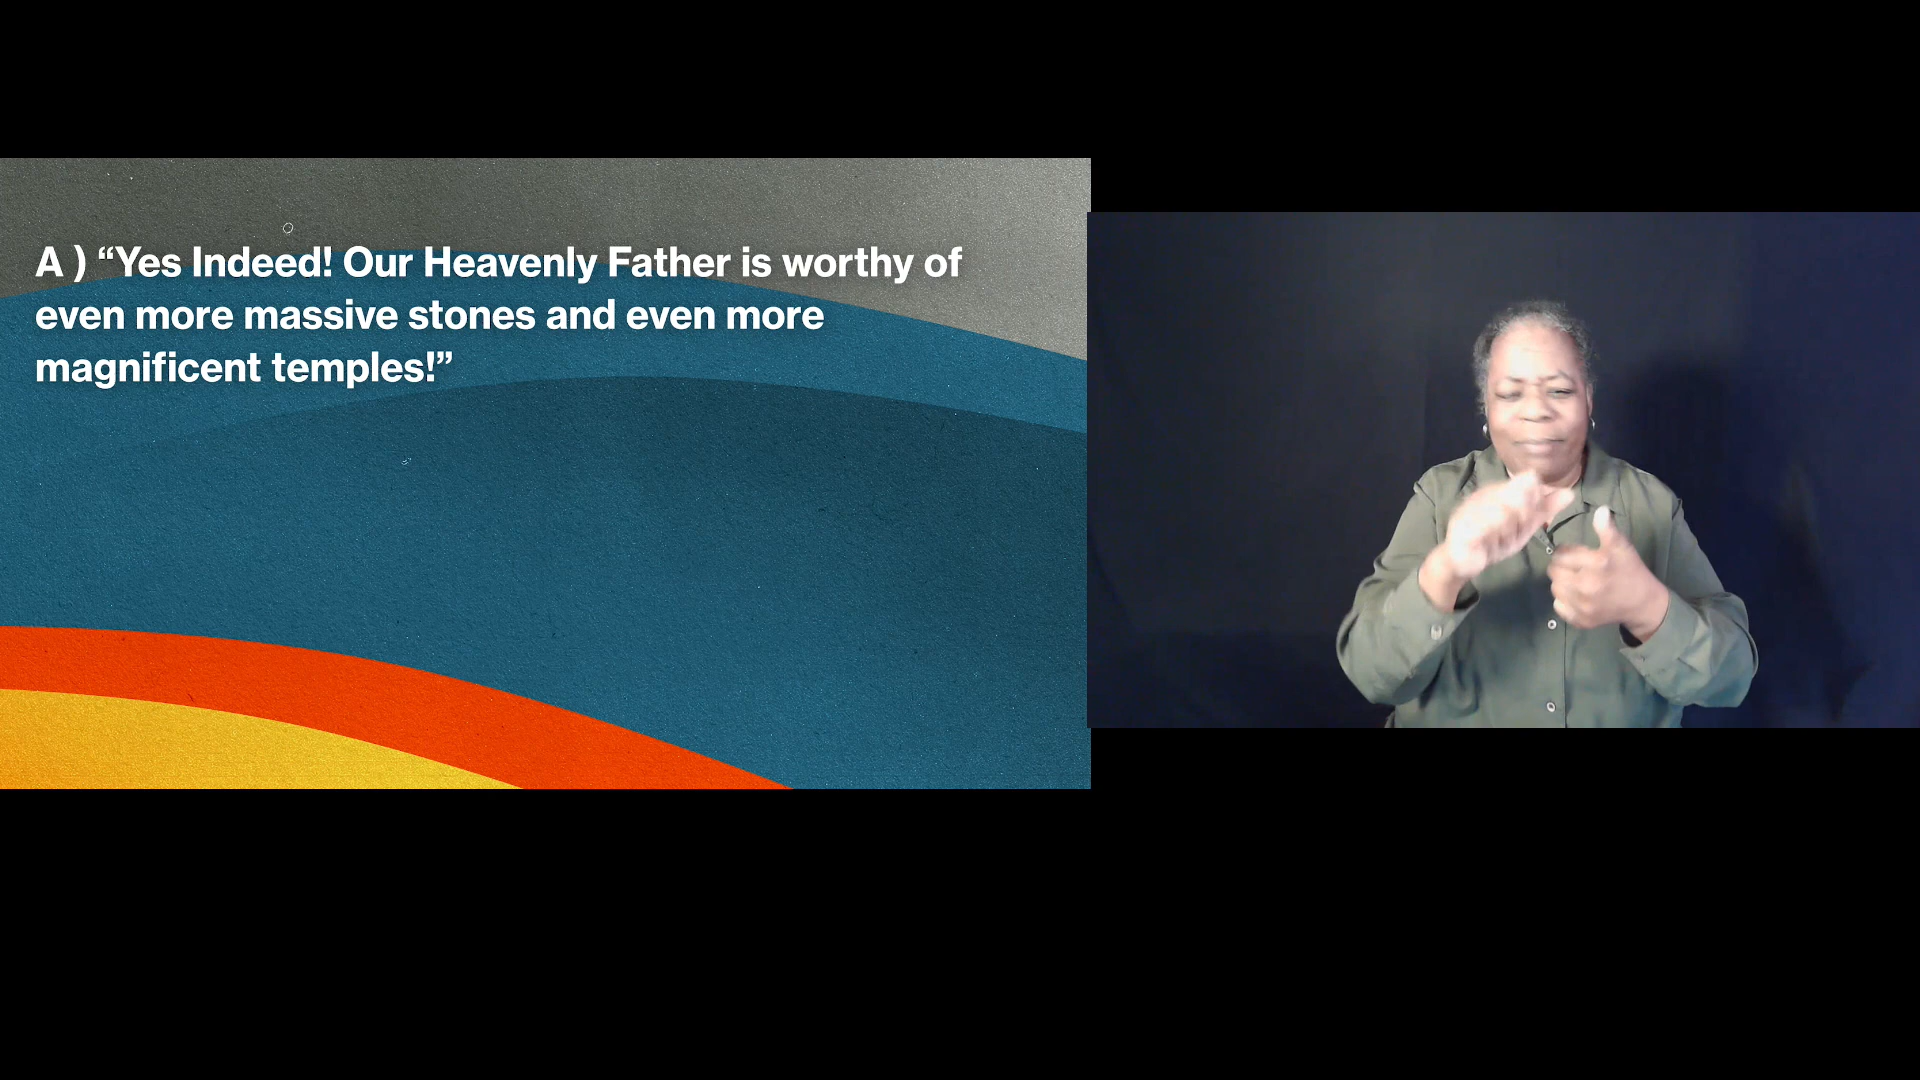 A ) “Yes Indeed! Our Heavenly Father is worthy of
even more massive stones and even more
magnificent temples!”